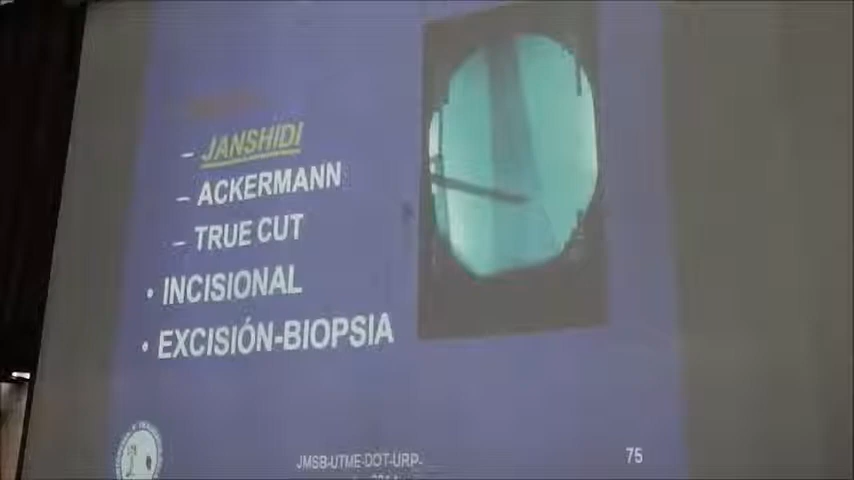 – JANSHIDI
– ACKERMANN
– TRUE CUT
• INCISIONAL
• EXCISIÓN-BIOPSIA
JMSB-UTME-DOT-URP-
75